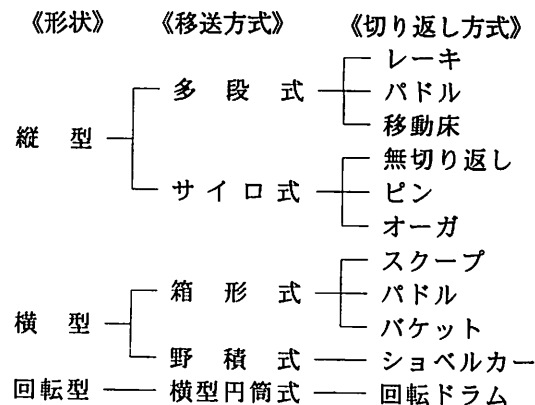 《形状》 《移送方式》 《切り返し方式》
レーキ
多段式 パドル
移動床
縦型
無切り返し
サイロ式 ピン
オーガ
スクープ
箱形式 パドル
バケット
横型
野積式 ショベルカー
回転型 横型円筒式 回転ドラム